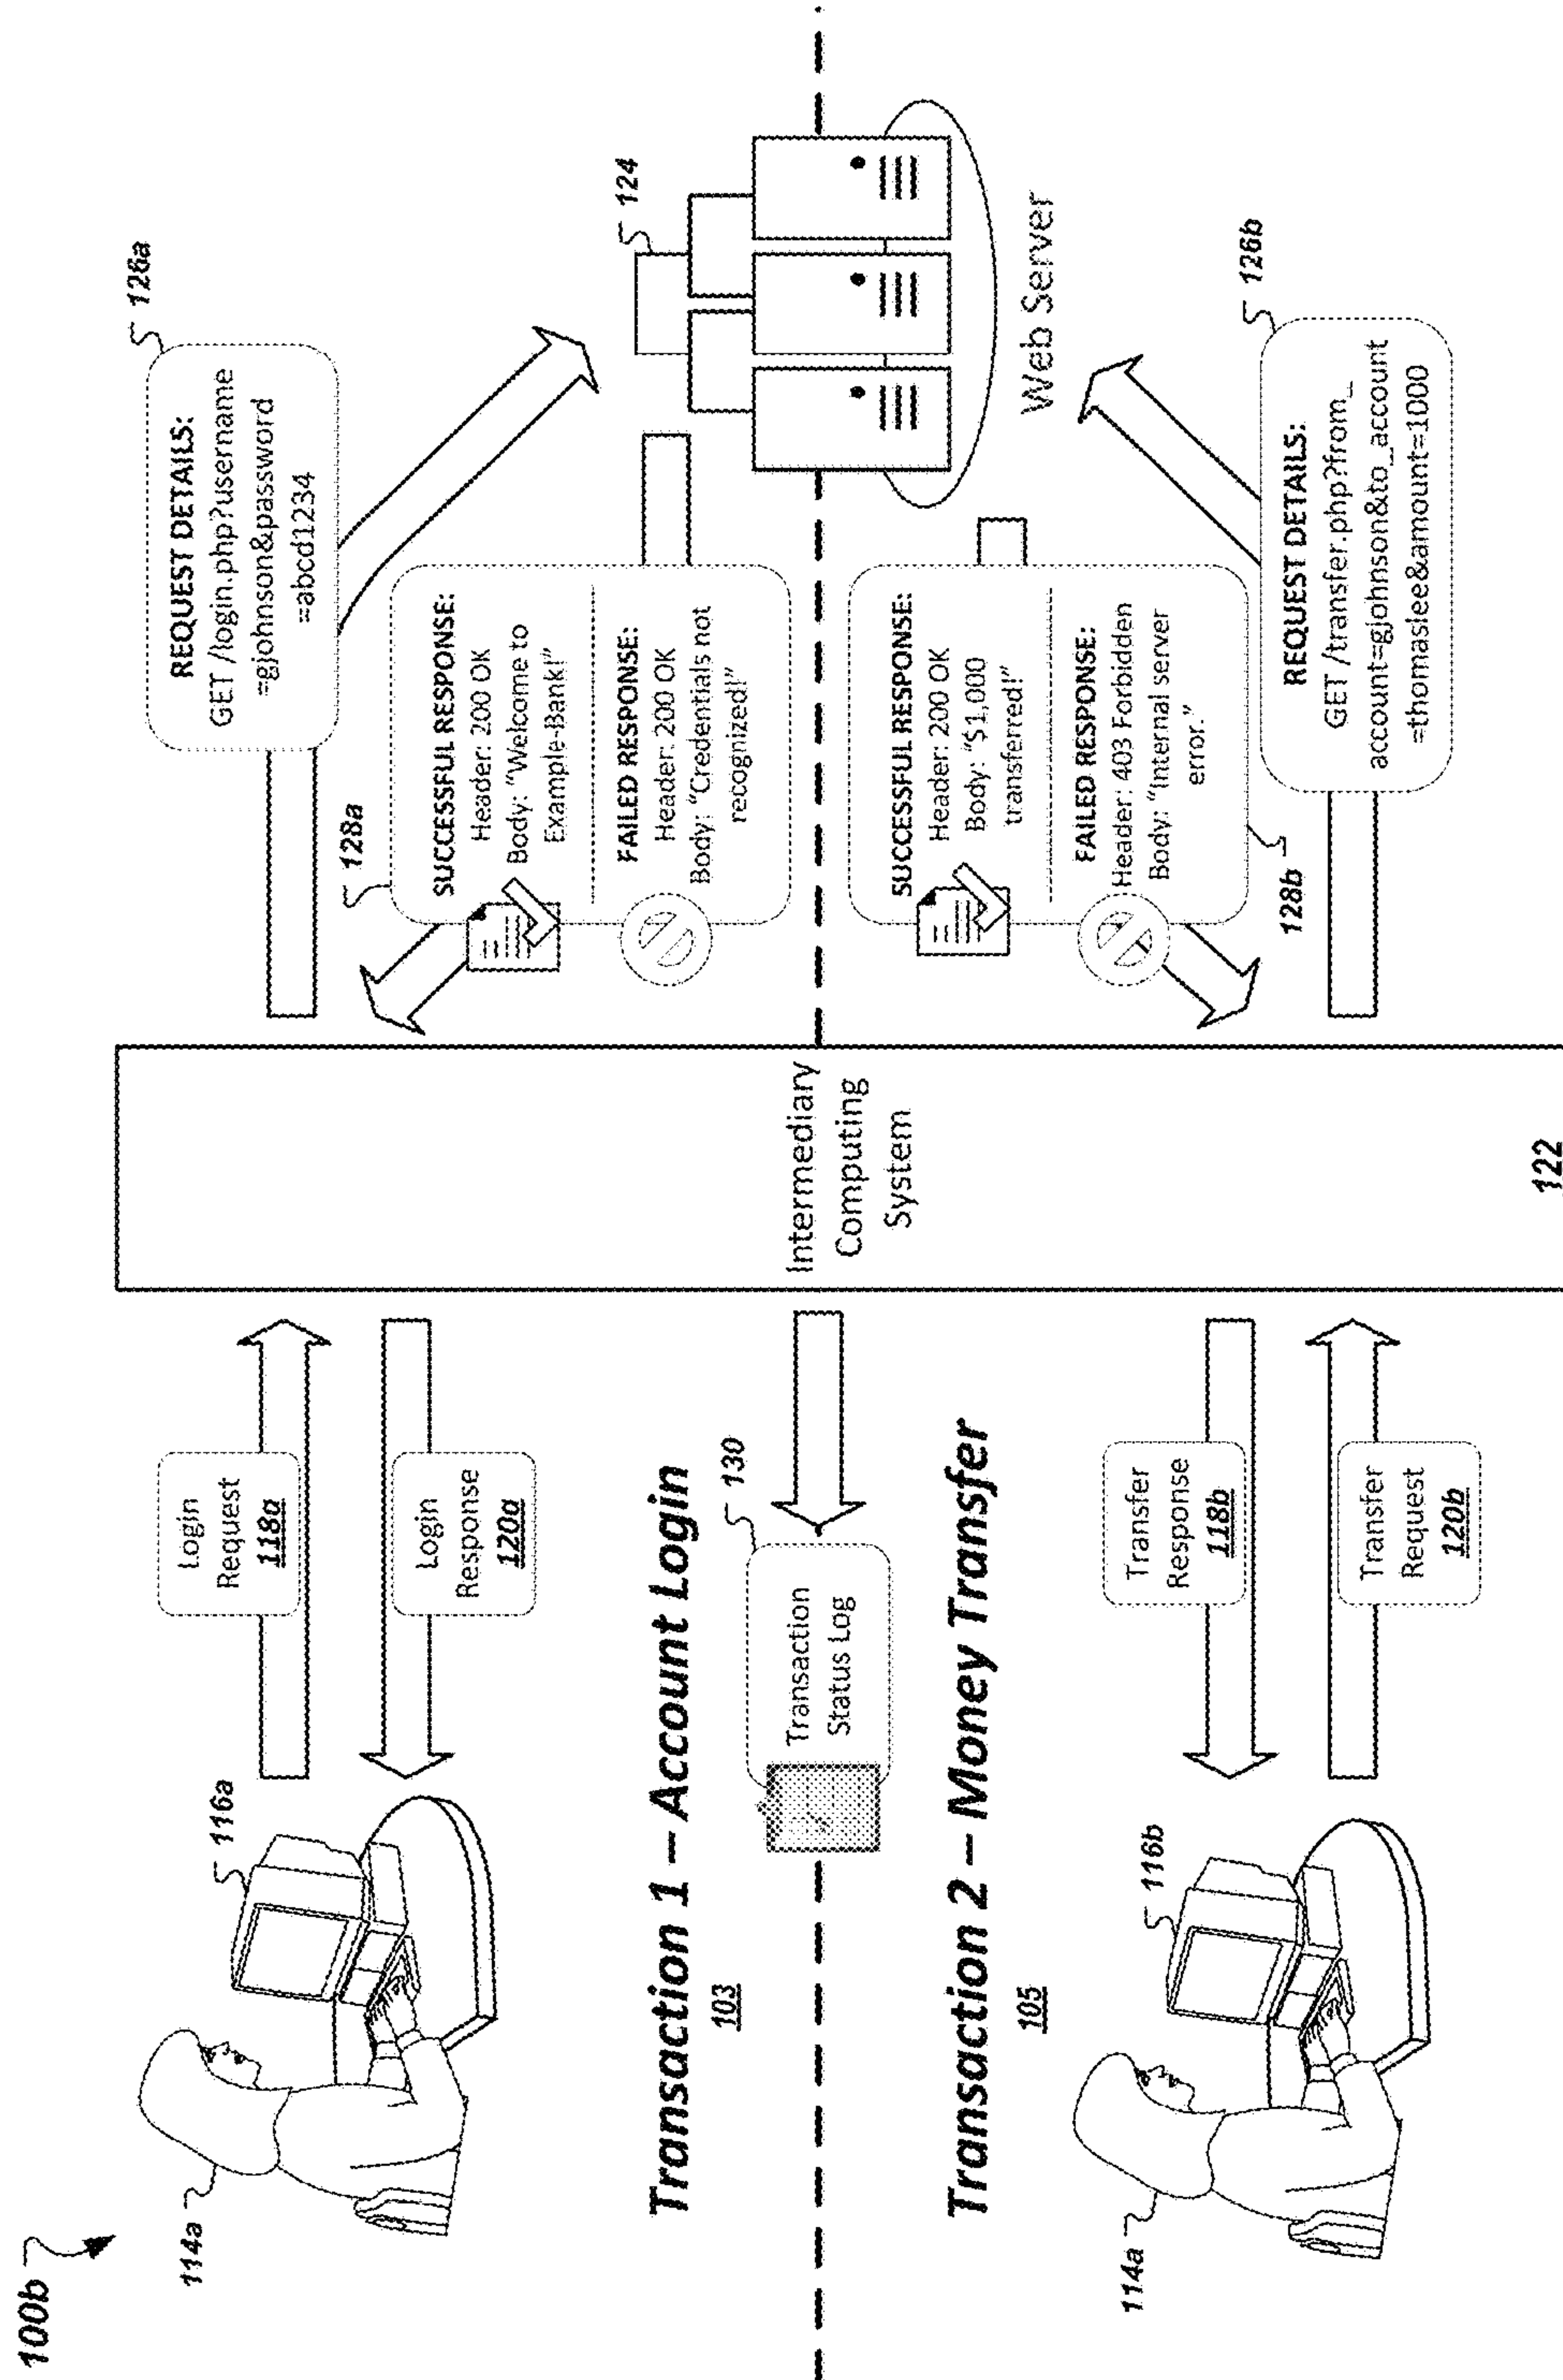 100b
114a
116a
Login
Request
118a
Login
Response
120a
126a
REQUEST DETAILS:
GET /login.php?username
=gjohnson&password
=abcd1234
128a
SUCCESSFUL RESPONSE:
Header: 200 OK
Body: “Welcome to
Example-Bank!”
FAILED RESPONSE:
Header: 200 OK
Body: “Credentials not
recognized!”
124
Transaction 1 – Account Login
103
130
Transaction
Status Log
Intermediary
Computing
System
122
Web Server
Transaction 2 – Money Transfer
105
114a
116b
Transfer
Response
118b
Transfer
Request
120b
SUCCESSFUL RESPONSE:
Header: 200 OK
Body: “$1,000
transferred!”
FAILED RESPONSE:
Header: 403 Forbidden
Body: “Internal server
error.”
128b
126b
REQUEST DETAILS:
GET /transfer.php?from_
account=gjohnson&to_account
=thomaslee&amount=1000